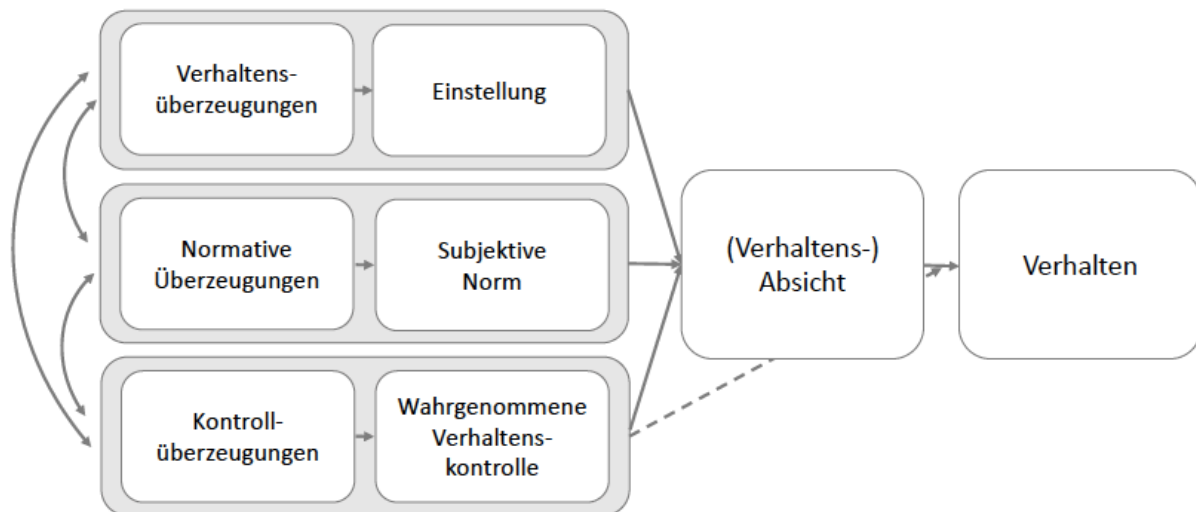 Verhaltens-
überzeugungen
Einstellung
Normative
Überzeugungen
Subjektive
Norm
Kontroll-
überzeugungen
Wahrgenommene
Verhaltens-
kontrolle
(Verhaltens-)
Absicht
Verhalten